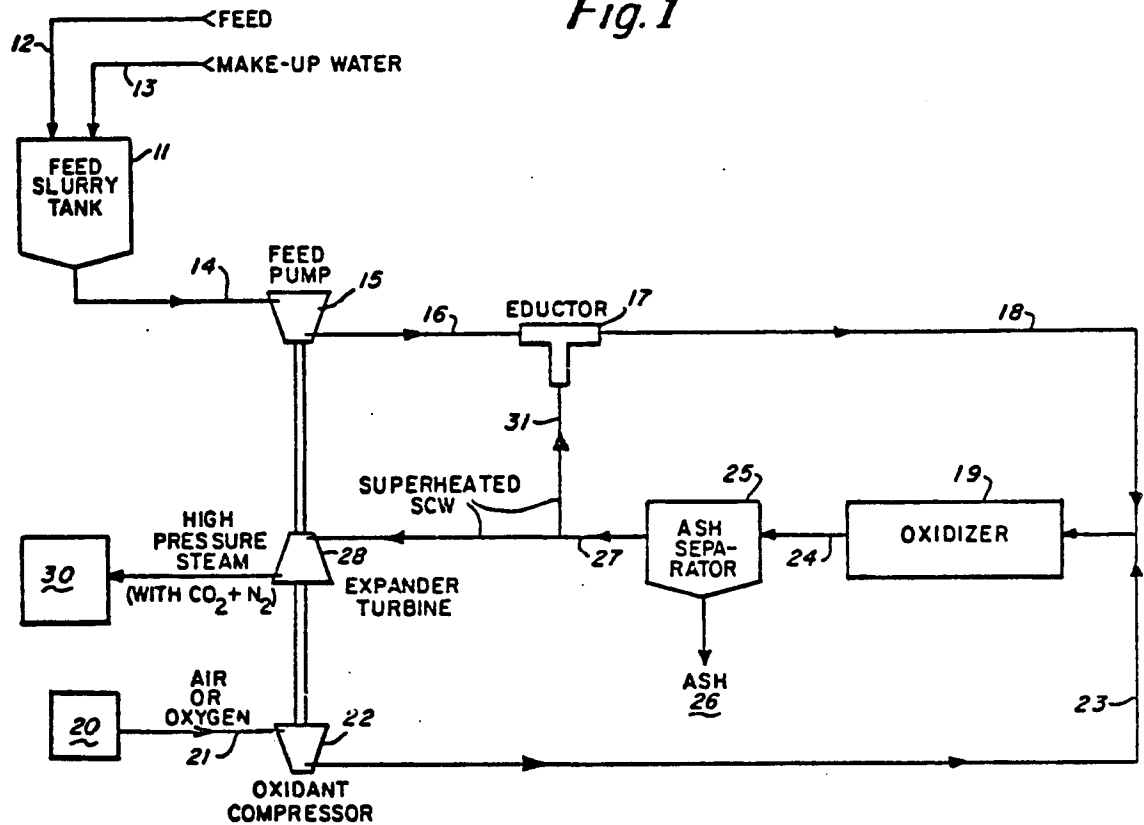 Fig. 1
FEED
12
MAKE-UP WATER
13
11
FEED
SLURRY
TANK
FEED
PUMP
14
15
EDUCTOR
17
16
18
31
SUPERHEATED
SCW
25
19
HIGH
PRESSURE
STEAM
ASH
SEPA-
RATOR
OXIDIZER
28
27
24
30
(WITH CO2 + N2)
EXPANDER
TURBINE
AIR
OR
OXYGEN
ASH
26
22
23
20
21
OXIDANT
COMPRESSOR